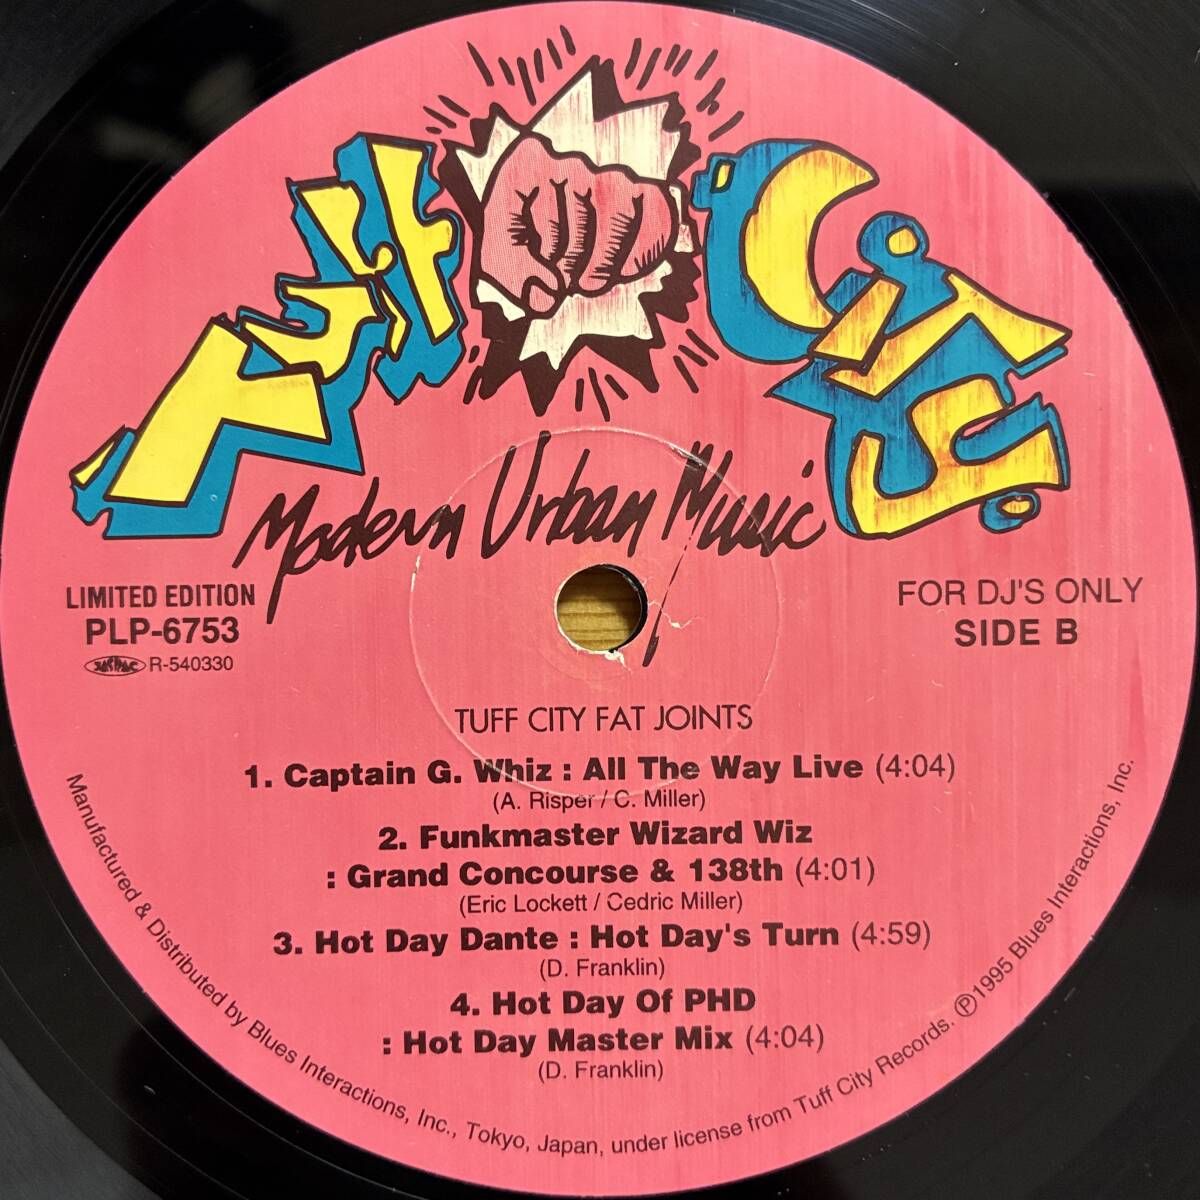 Tuff City
Modern Urban Music
LIMITED EDITION
PLP-6753
JASRAC R-540330
FOR DJ'S ONLY
SIDE B
TUFF CITY FAT JOINTS
1. Captain G. Whiz : All The Way Live (4:04)
(A. Risper / C. Miller)
2. Funkmaster Wizard Wiz
: Grand Concourse & 138th (4:01)
(Eric Lockett / Cedric Miller)
3. Hot Day Dante : Hot Day's Turn (4:59)
(D. Franklin)
4. Hot Day Of PHD
: Hot Day Master Mix (4:04)
(D. Franklin)
Manufactured & Distributed by Blues Interactions, Inc., Tokyo, Japan, under license from Tuff City Records. ℗1995 Blues Interactions, Inc.